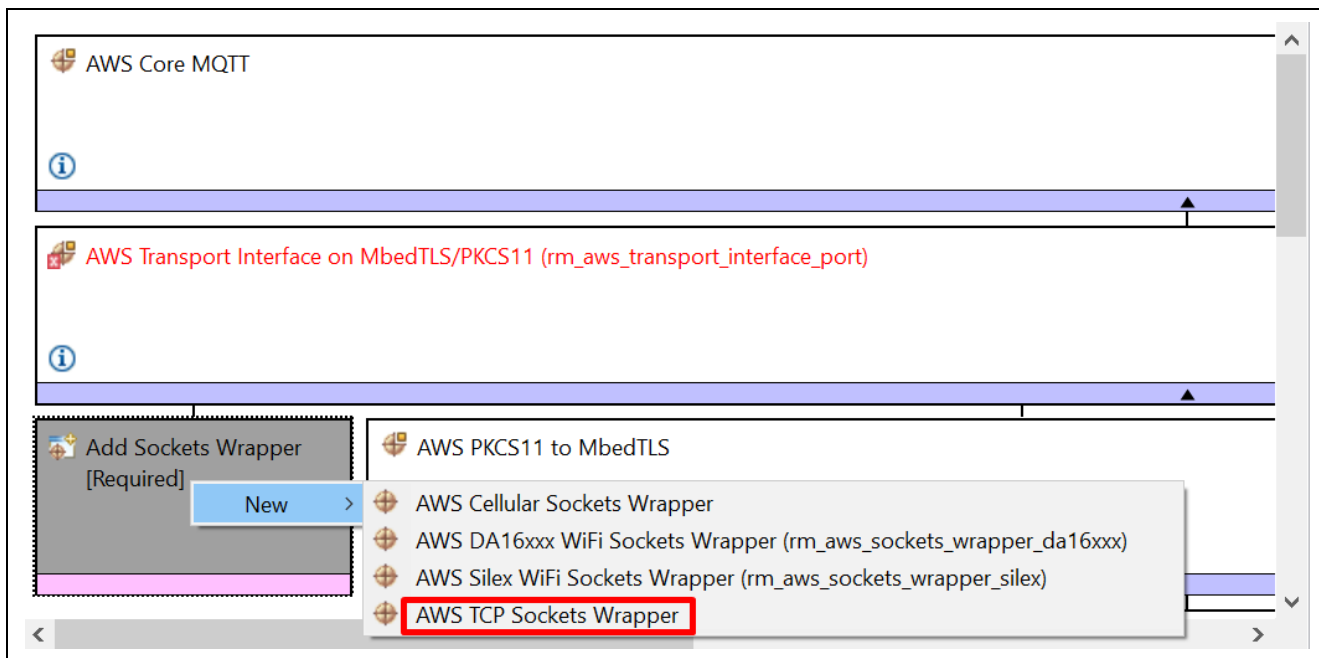 AWS Core MQTT
AWS Transport Interface on MbedTLS/PKCS11 (rm_aws_transport_interface_port)
Add Sockets Wrapper
[Required]
AWS PKCS11 to MbedTLS
New
AWS Cellular Sockets Wrapper
AWS DA16xxx WiFi Sockets Wrapper (rm_aws_sockets_wrapper_da16xxx)
AWS Silex WiFi Sockets Wrapper (rm_aws_sockets_wrapper_silex)
AWS TCP Sockets Wrapper